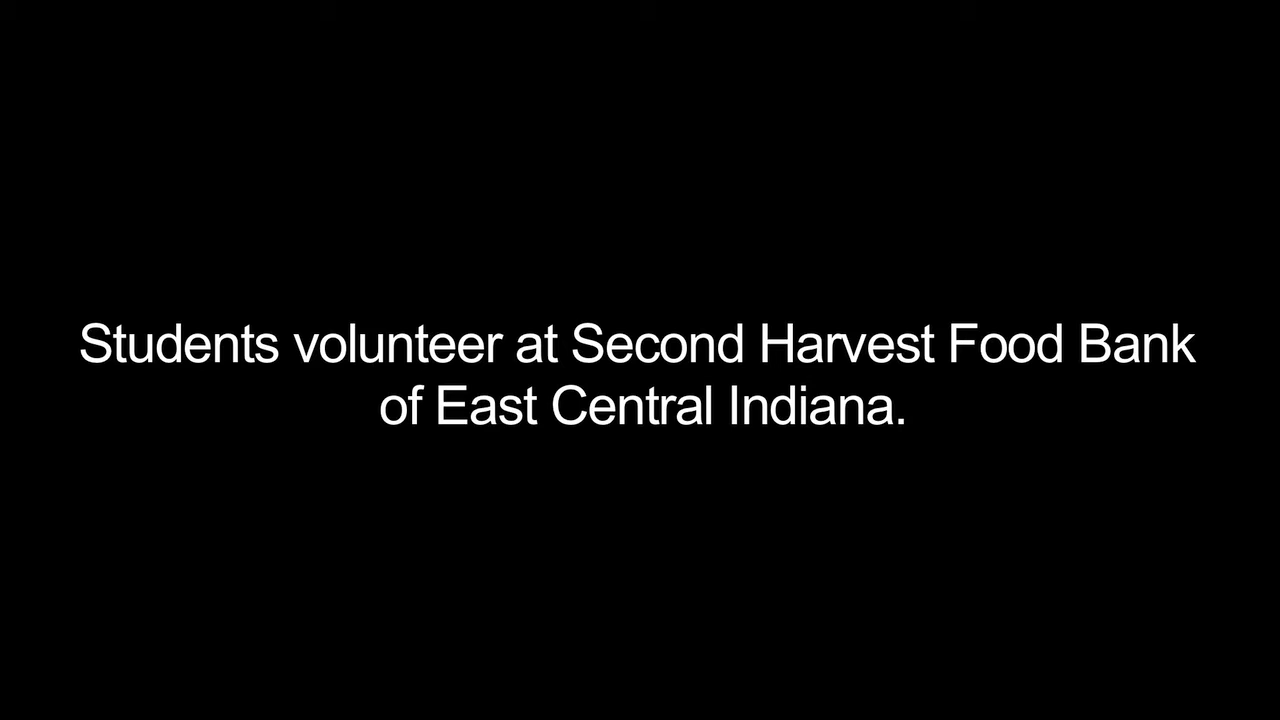 Students volunteer at Second Harvest Food Bank
of East Central Indiana.